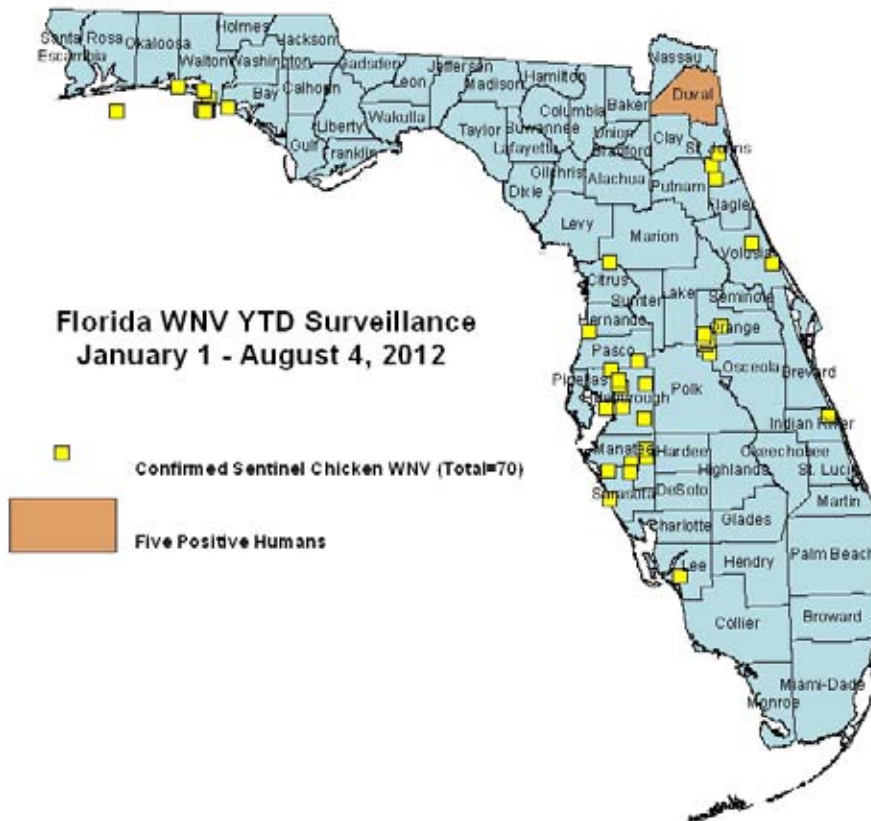 Holmes
Jackson
Santa Rosa
Okaloosa
Escambia
Walton
Washington
Gadsden
Jefferson
Hamilton
Nassau
Leon
Madison
Bay
Calhoun
Columbia
Baker
Duval
Liberty
Wakulla
Taylor
Suwannee
Union
Clay
Gulf
Franklin
Lafayette
Bradford
St. Johns
Gilchrist
Alachua
Putnam
Dixie
Flagler
Levy
Marion
Volusia
Citrus
Lake
Sumter
Seminole
Florida WNV YTD Surveillance
January 1 - August 4, 2012
Hernando
Orange
Pasco
Osceola
Brevard
Pinellas
Polk
Hillsborough
Indian River
Confirmed Sentinel Chicken WNV (Total=70)
Manatee
Hardee
Okeechobee
Highlands
St. Lucie
Sarasota
DeSoto
Martin
Five Positive Humans
Charlotte
Glades
Lee
Hendry
Palm Beach
Collier
Broward
Miami-Dade
Monroe